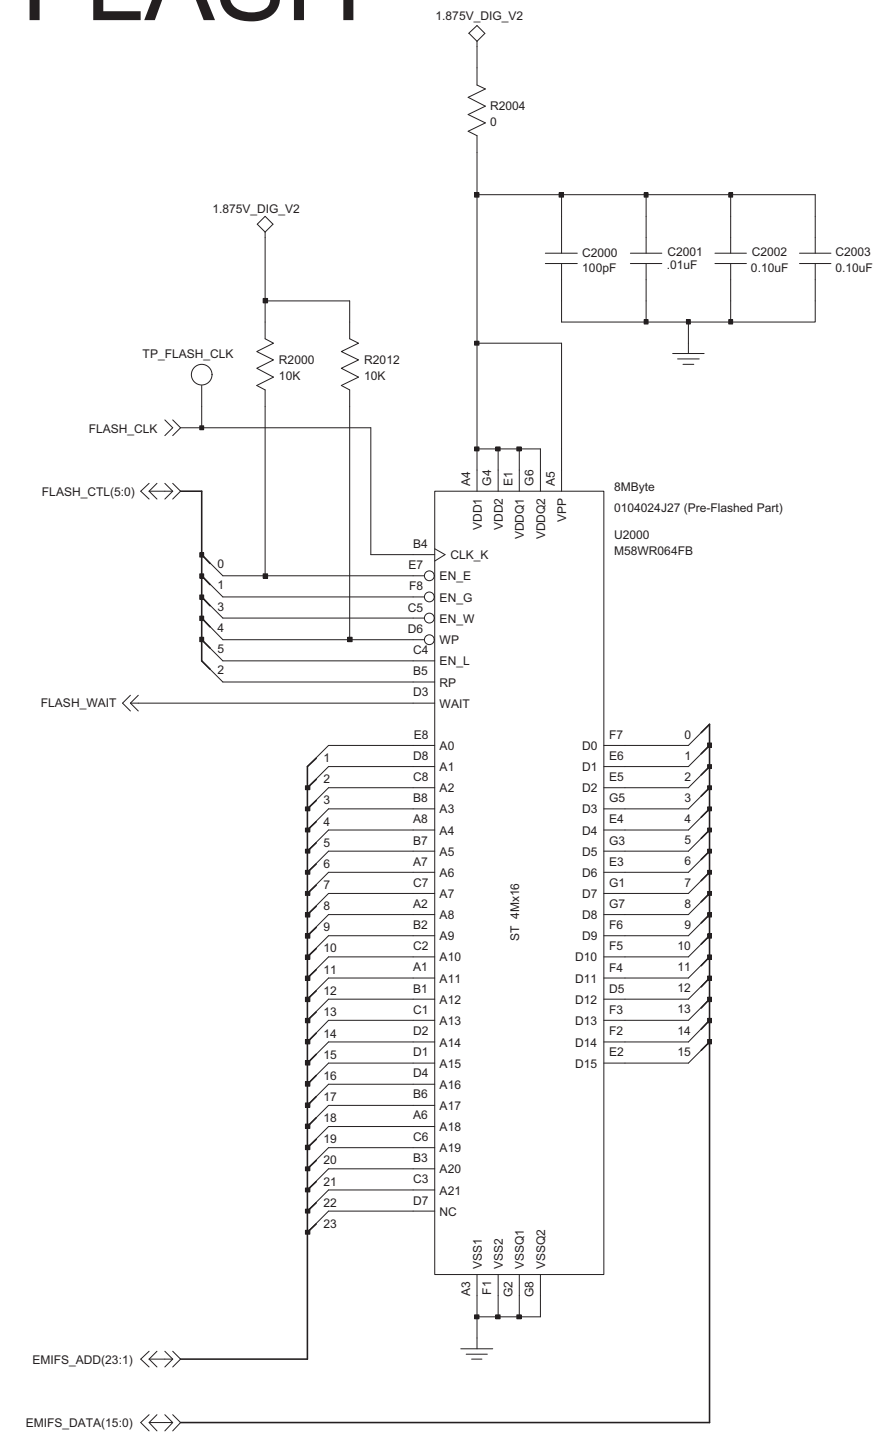 FLASH
1.875V_DIG_V2
R2004
0
1.875V_DIG_V2
C2000
100pF
C2001
.01uF
C2002
0.10uF
C2003
0.10uF
TP_FLASH_CLK
R2000
10K
R2012
10K
FLASH_CLK
FLASH_CTL(5:0)
A4 G4 E1 G6 A5
VDD1 VDD2 VDDQ1 VDDQ2 VPP
8MByte
0104024J27 (Pre-Flashed Part)
U2000
M58WR064FB
B4 CLK_K
0 E7 EN_E
1 F8 EN_G
3 C5 EN_W
4 D6 WP
5 C4 EN_L
2 B5 RP
FLASH_WAIT D3 WAIT
1 E8 A0
2 D8 A1
3 C8 A2
4 B8 A3
5 A8 A4
6 B7 A5
7 A7 A6
8 C7 A7
9 A2 A8
10 B2 A9
11 C2 A10
12 A1 A11
13 B1 A12
14 C1 A13
15 D2 A14
16 D1 A15
17 D4 A16
18 B6 A17
19 A6 A18
20 C6 A19
21 B3 A20
22 C3 A21
23 D7 NC
ST 4Mx16
D0 F7 0
D1 E6 1
D2 E5 2
D3 G5 3
D4 E4 4
D5 G3 5
D6 E3 6
D7 G1 7
D8 G7 8
D9 F6 9
D10 F5 10
D11 F4 11
D12 D5 12
D13 F3 13
D14 F2 14
D15 E2 15
VSS1 VSS2 VSSQ1 VSSQ2
A3 F1 G2 G8
EMIFS_ADD(23:1)
EMIFS_DATA(15:0)